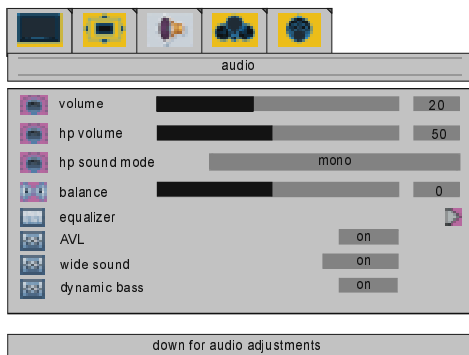 audio
volume 20
hp volume 50
hp sound mode mono
balance 0
equalizer
AVL on
wide sound on
dynamic bass on
down for audio adjustments